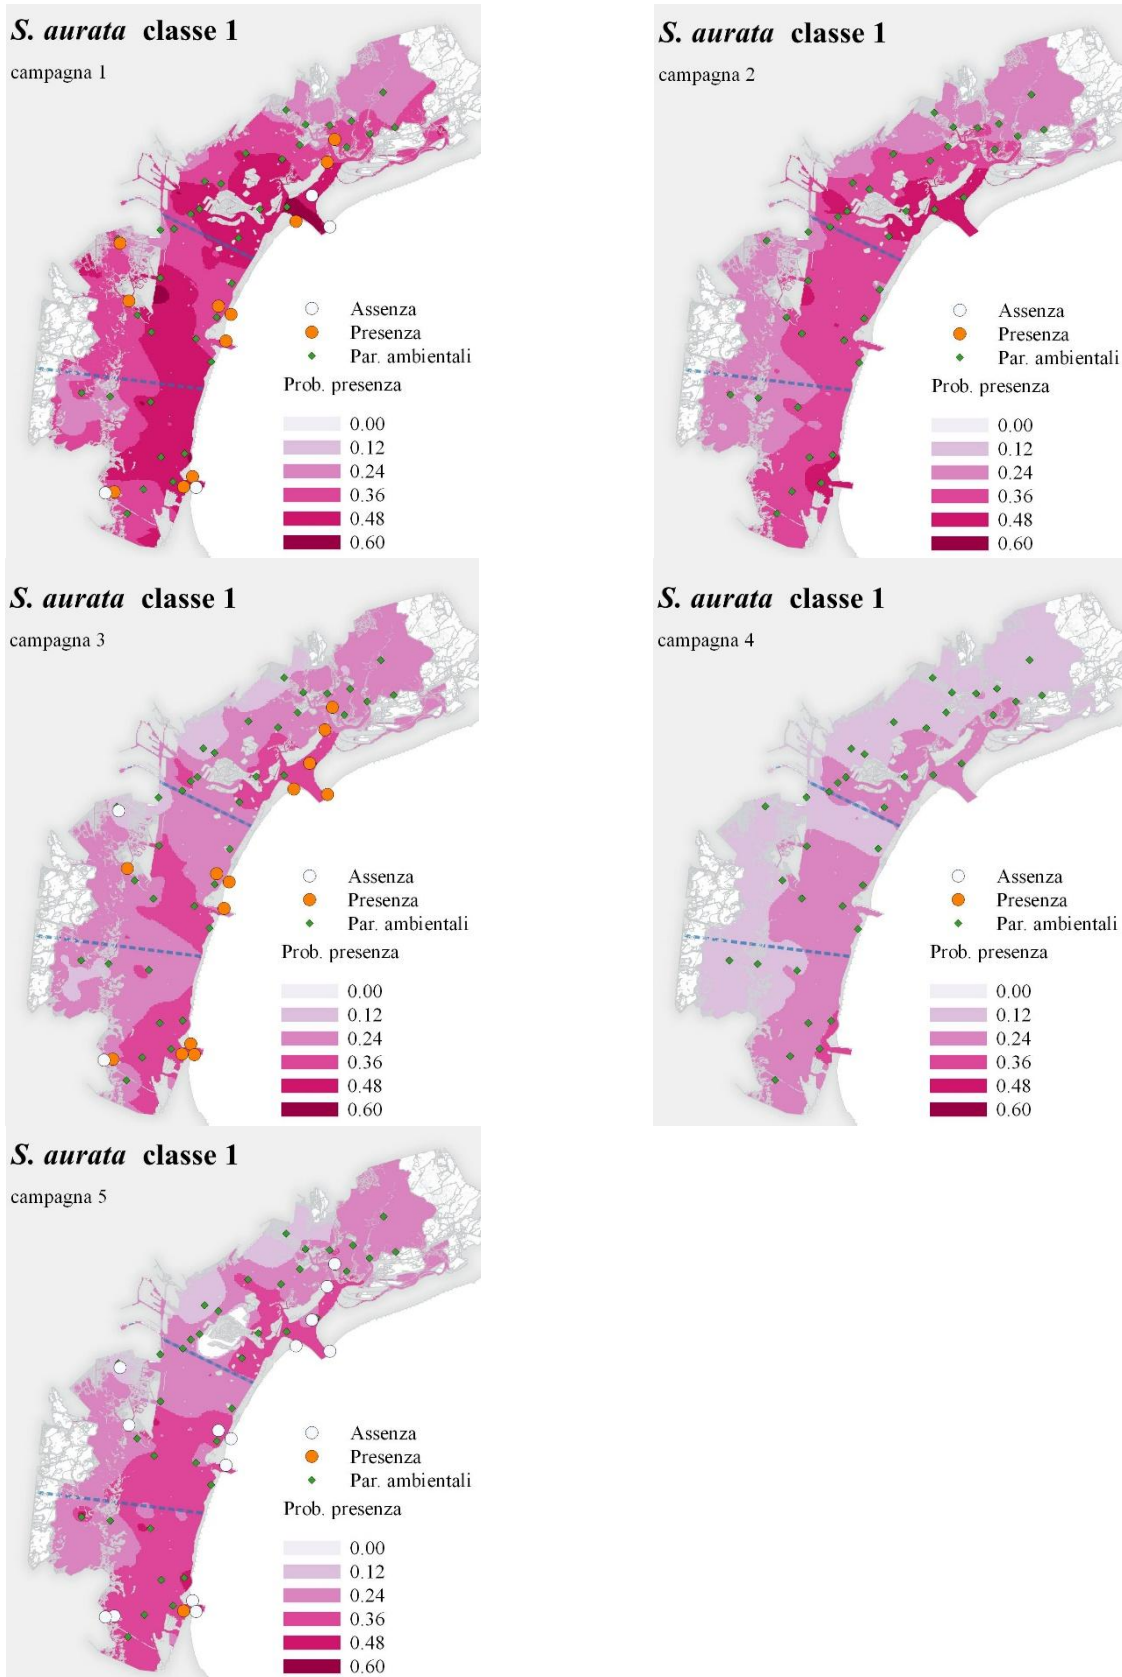 S. aurata classe 1
campagna 1
Assenza
Presenza
Par. ambientali
Prob. presenza
0.00
0.12
0.24
0.36
0.48
0.60
S. aurata classe 1
campagna 2
Assenza
Presenza
Par. ambientali
Prob. presenza
0.00
0.12
0.24
0.36
0.48
0.60
S. aurata classe 1
campagna 3
Assenza
Presenza
Par. ambientali
Prob. presenza
0.00
0.12
0.24
0.36
0.48
0.60
S. aurata classe 1
campagna 4
Assenza
Presenza
Par. ambientali
Prob. presenza
0.00
0.12
0.24
0.36
0.48
0.60
S. aurata classe 1
campagna 5
Assenza
Presenza
Par. ambientali
Prob. presenza
0.00
0.12
0.24
0.36
0.48
0.60